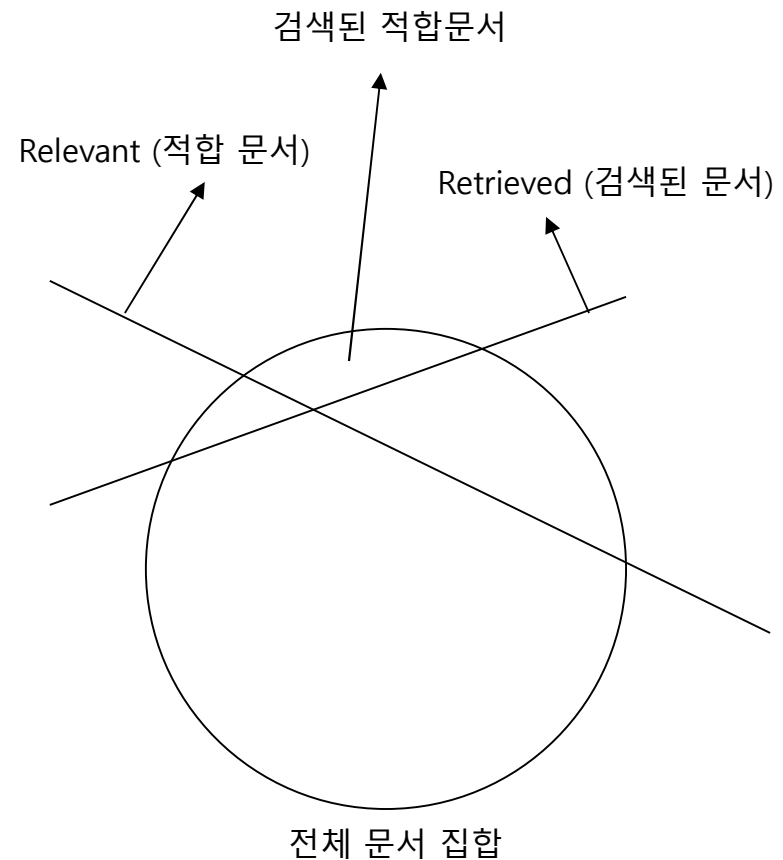 검색된 적합문서
Relevant (적합 문서)
Retrieved (검색된 문서)
전체 문서 집합